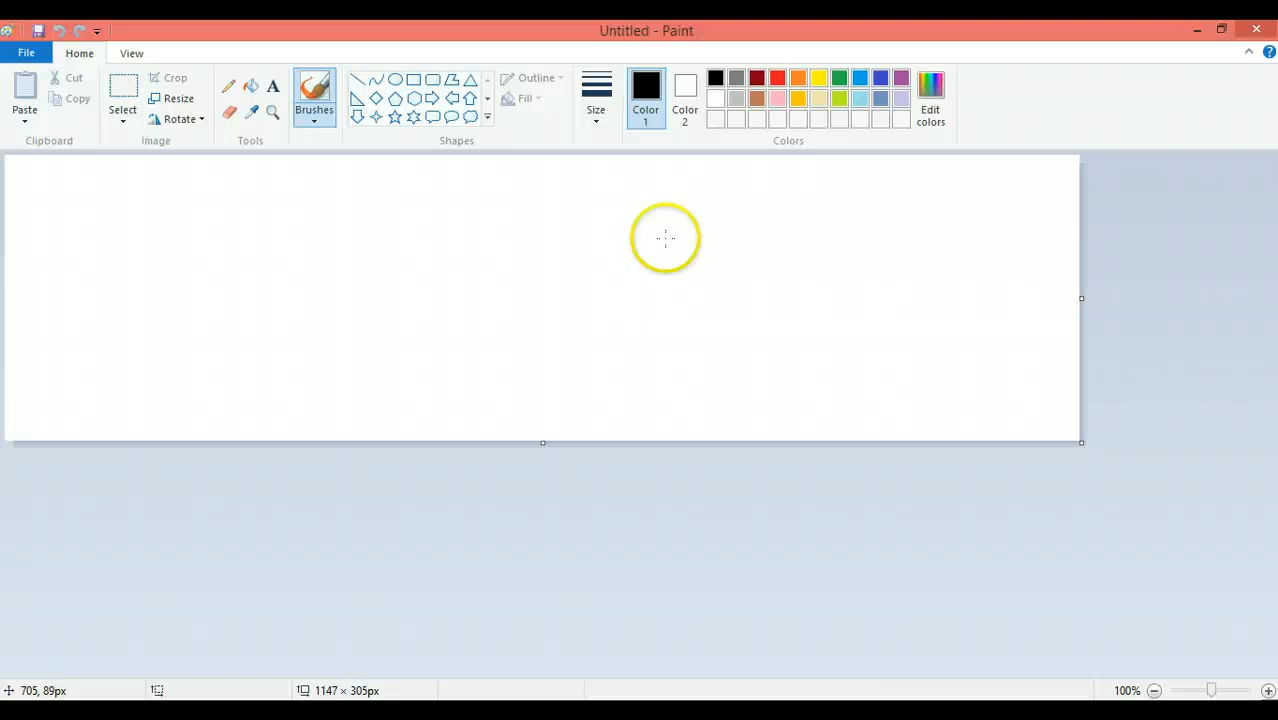 Untitled - Paint
File Home View
Paste Cut Copy
Clipboard
Select Crop Resize Rotate
Image
A
Tools
Brushes
Outline Fill
Shapes
Size
Color 1
Color 2
Edit colors
Colors
705, 89px
1147 × 305px
100%